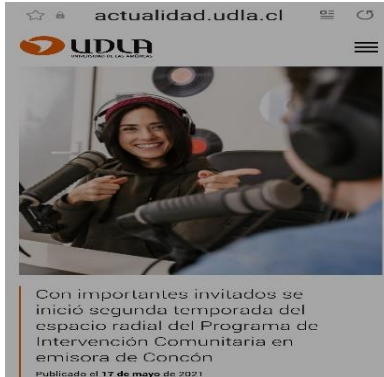 actualidad.udla.cl
UDLA
UNIVERSIDAD DE LAS AMÉRICAS
Con importantes invitados se
inició segunda temporada del
espacio radial del Programa de
Intervención Comunitaria en
emisora de Concón
Publicado el 17 de mayo de 2021